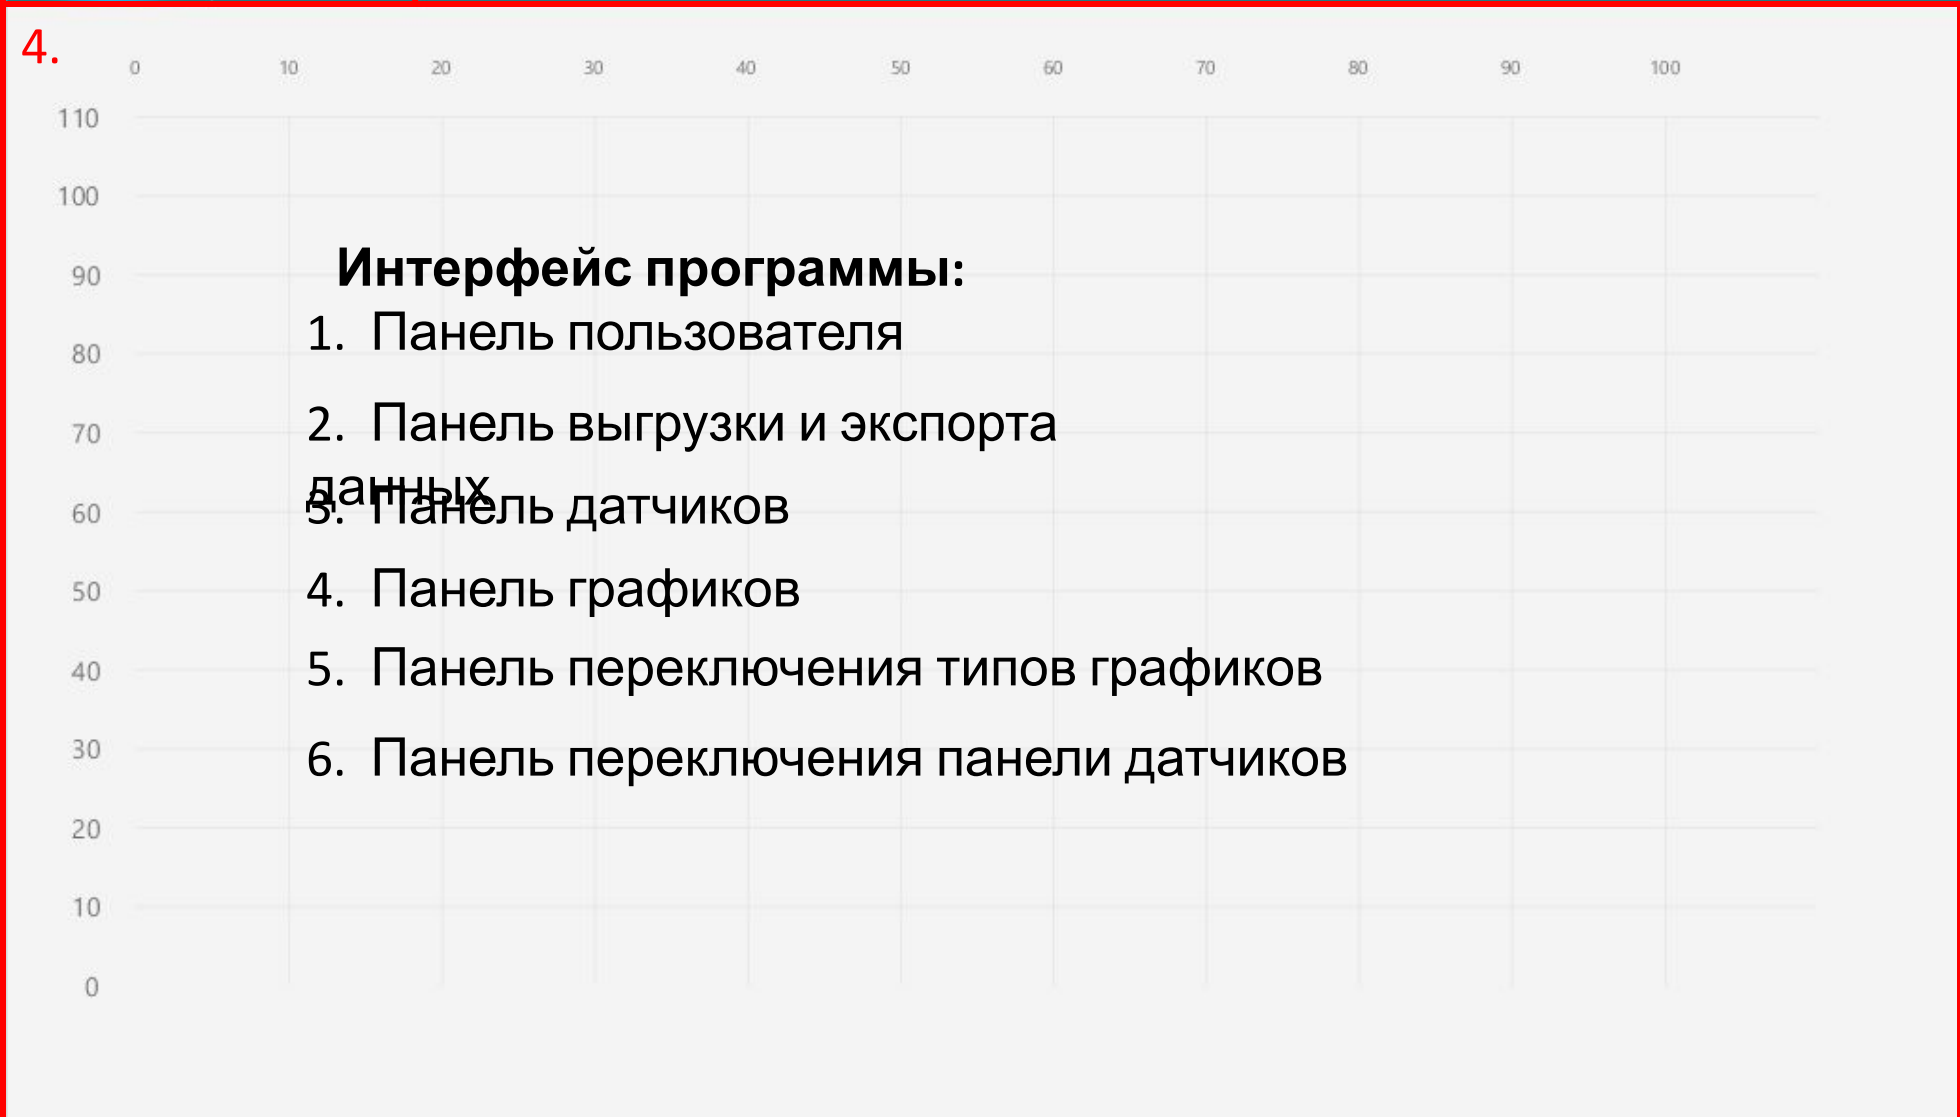 4.
0 10 20 30 40 50 60 70 80 90 100
110
100
90
Интерфейс программы:
1. Панель пользователя
80
2. Панель выгрузки и экспорта
70
данных
3. Панель датчиков
60
4. Панель графиков
50
5. Панель переключения типов графиков
40
30
6. Панель переключения панели датчиков
20
10
0